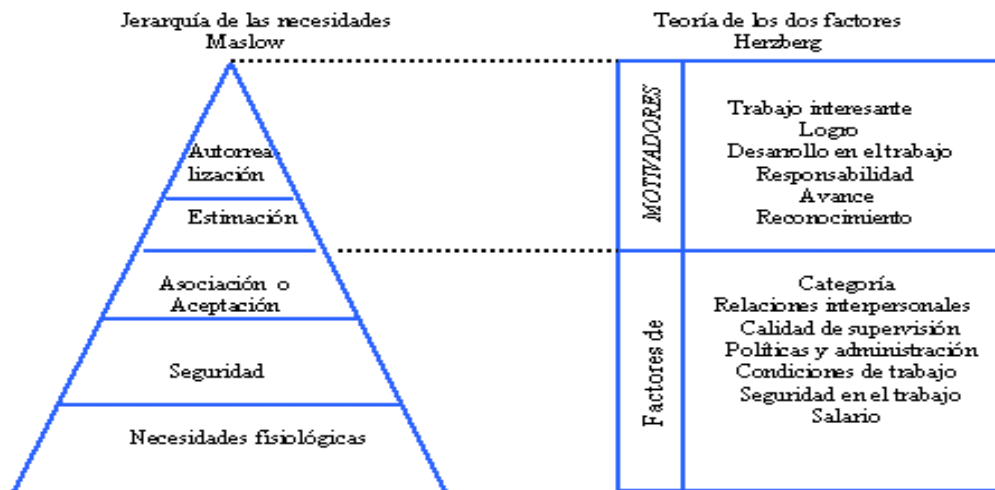 Jerarquía de las necesidades
Maslow
Autorrea-
lización
Estimación
Asociación o
Aceptación
Seguridad
Necesidades fisiológicas
Teoría de los dos factores
Herzberg
MOTIVADORES
Trabajo interesante
Logro
Desarrollo en el trabajo
Responsabilidad
Avance
Reconocimiento
Factores de
Categoría
Relaciones interpersonales
Calidad de supervisión
Políticas y administración
Condiciones de trabajo
Seguridad en el trabajo
Salario